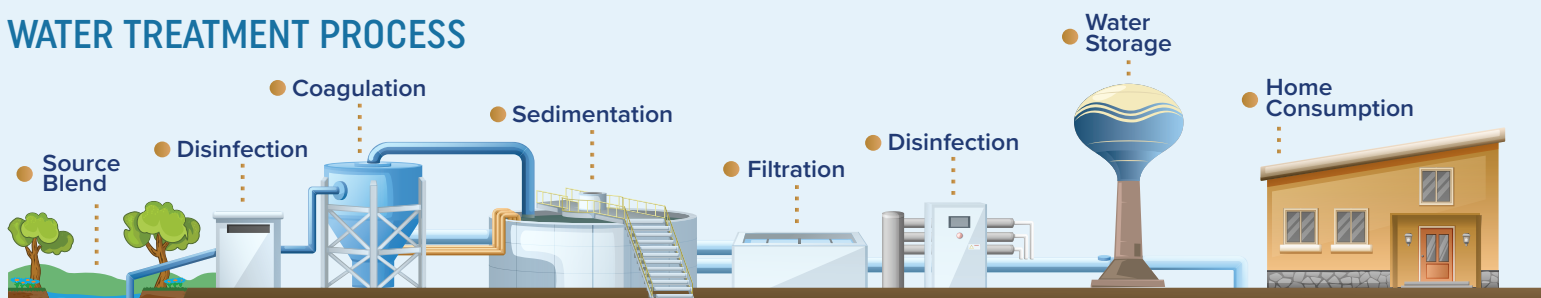 WATER TREATMENT PROCESS
Source
Blend
Disinfection
Coagulation
Sedimentation
Filtration
Disinfection
Water
Storage
Home
Consumption